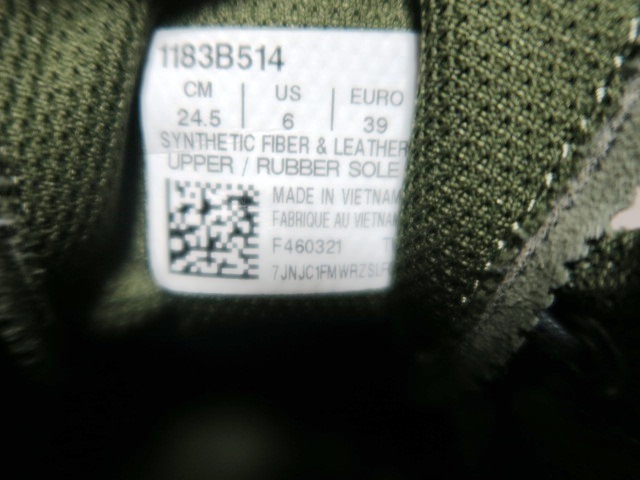 1183B514
CM | US | EURO
24.5 | 6 | 39
SYNTHETIC FIBER & LEATHER
UPPER / RUBBER SOLE
MADE IN VIETNAM
FABRIQUE AU VIETNAM
F460321